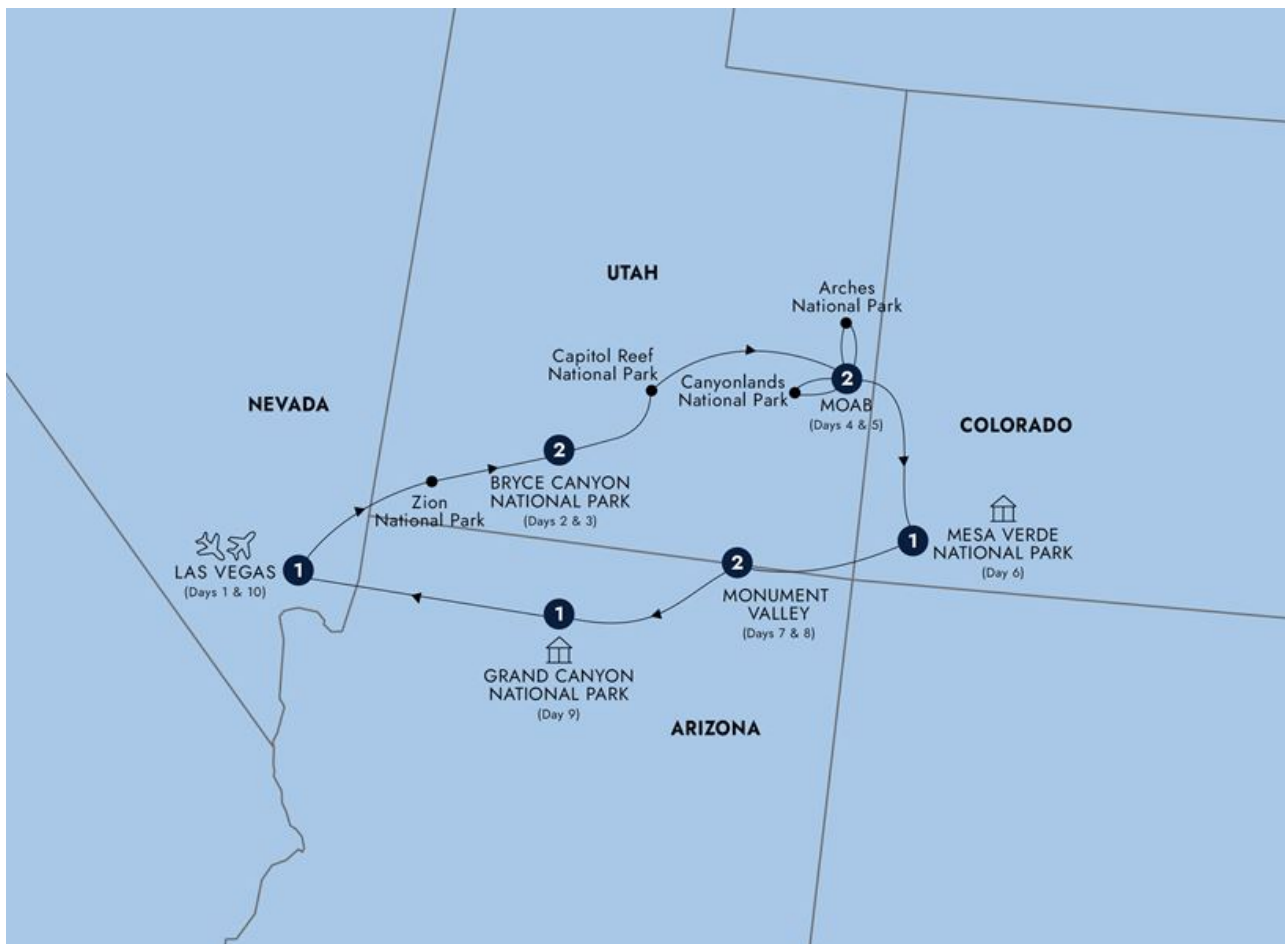 UTAH
Arches
National Park
Capitol Reef
National Park
Canyonlands
National Park
2
MOAB
(Days 4 & 5)
NEVADA
COLORADO
2
BRYCE CANYON
NATIONAL PARK
(Days 2 & 3)
Zion
National Park
1
MESA VERDE
NATIONAL PARK
(Day 6)
LAS VEGAS
(Days 1 & 10)
1
2
MONUMENT
VALLEY
(Days 7 & 8)
1
GRAND CANYON
NATIONAL PARK
(Day 9)
ARIZONA